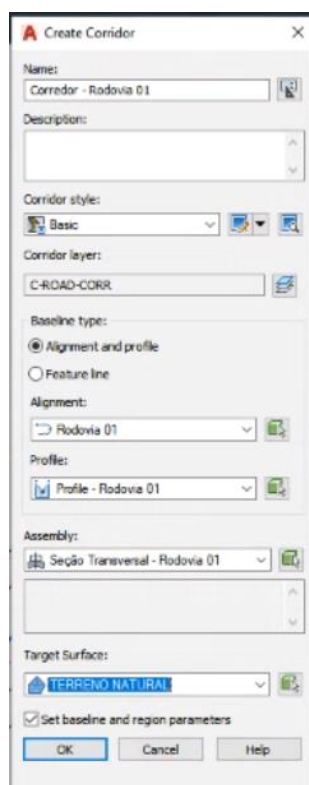 Create Corridor
Name:
Corredor - Rodovia 01
Description:
Corridor style:
Basic
Corridor layer:
C-ROAD-CORR
Baseline type:
Alignment and profile
Feature line
Alignment:
Rodovia 01
Profile:
Profile - Rodovia 01
Assembly:
Seção Transversal - Rodovia 01
Target Surface:
TERRENO NATURAL
Set baseline and region parameters
OK Cancel Help